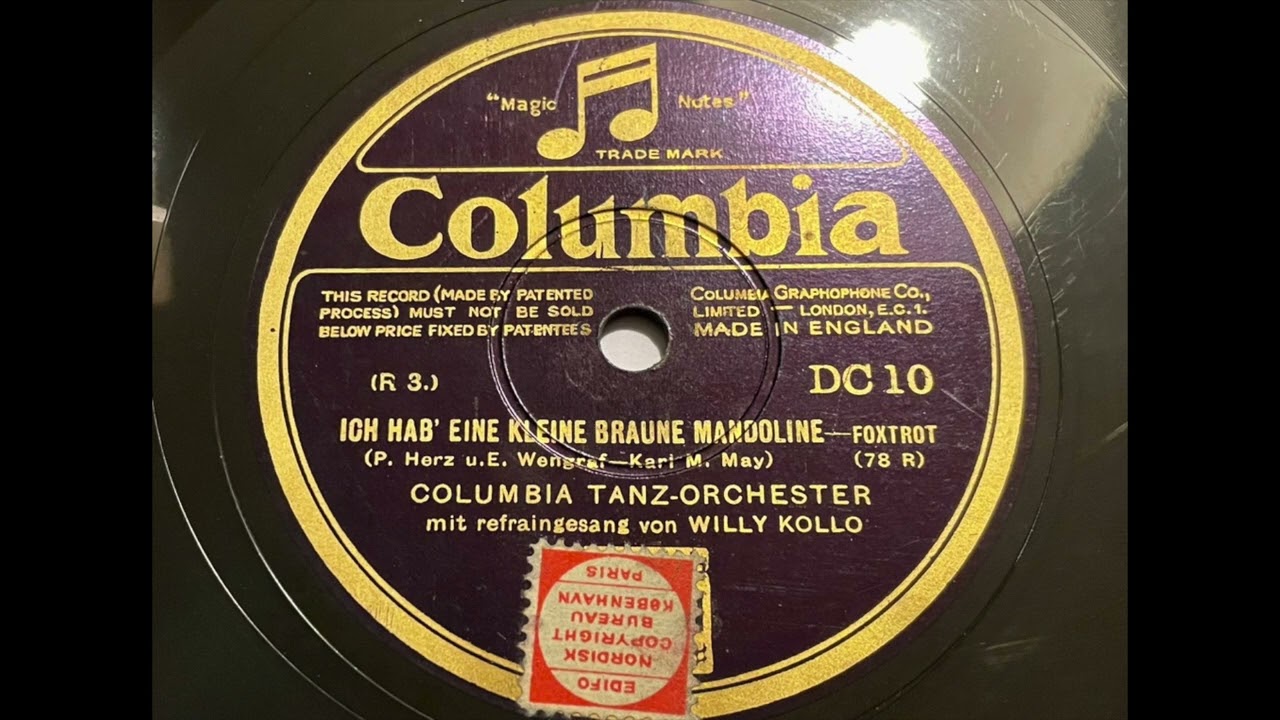 "Magic Notes"
TRADE MARK
Columbia
THIS RECORD (MADE BY PATENTED
PROCESS) MUST NOT BE SOLD
BELOW PRICE FIXED BY PATENTEES
COLUMBIA GRAPHOPHONE CO.,
LIMITED — LONDON, E.C.1.
MADE IN ENGLAND
(R 3.)
DC 10
ICH HAB' EINE KLEINE BRAUNE MANDOLINE—FOXTROT
(P. Herz u.E. Wengraf—Karl M. May) (78 R)
COLUMBIA TANZ-ORCHESTER
mit refraingesang von WILLY KOLLO
EDIFO
NORDISK
COPYRIGHT
BUREAU
KØBENHAVN
PARIS